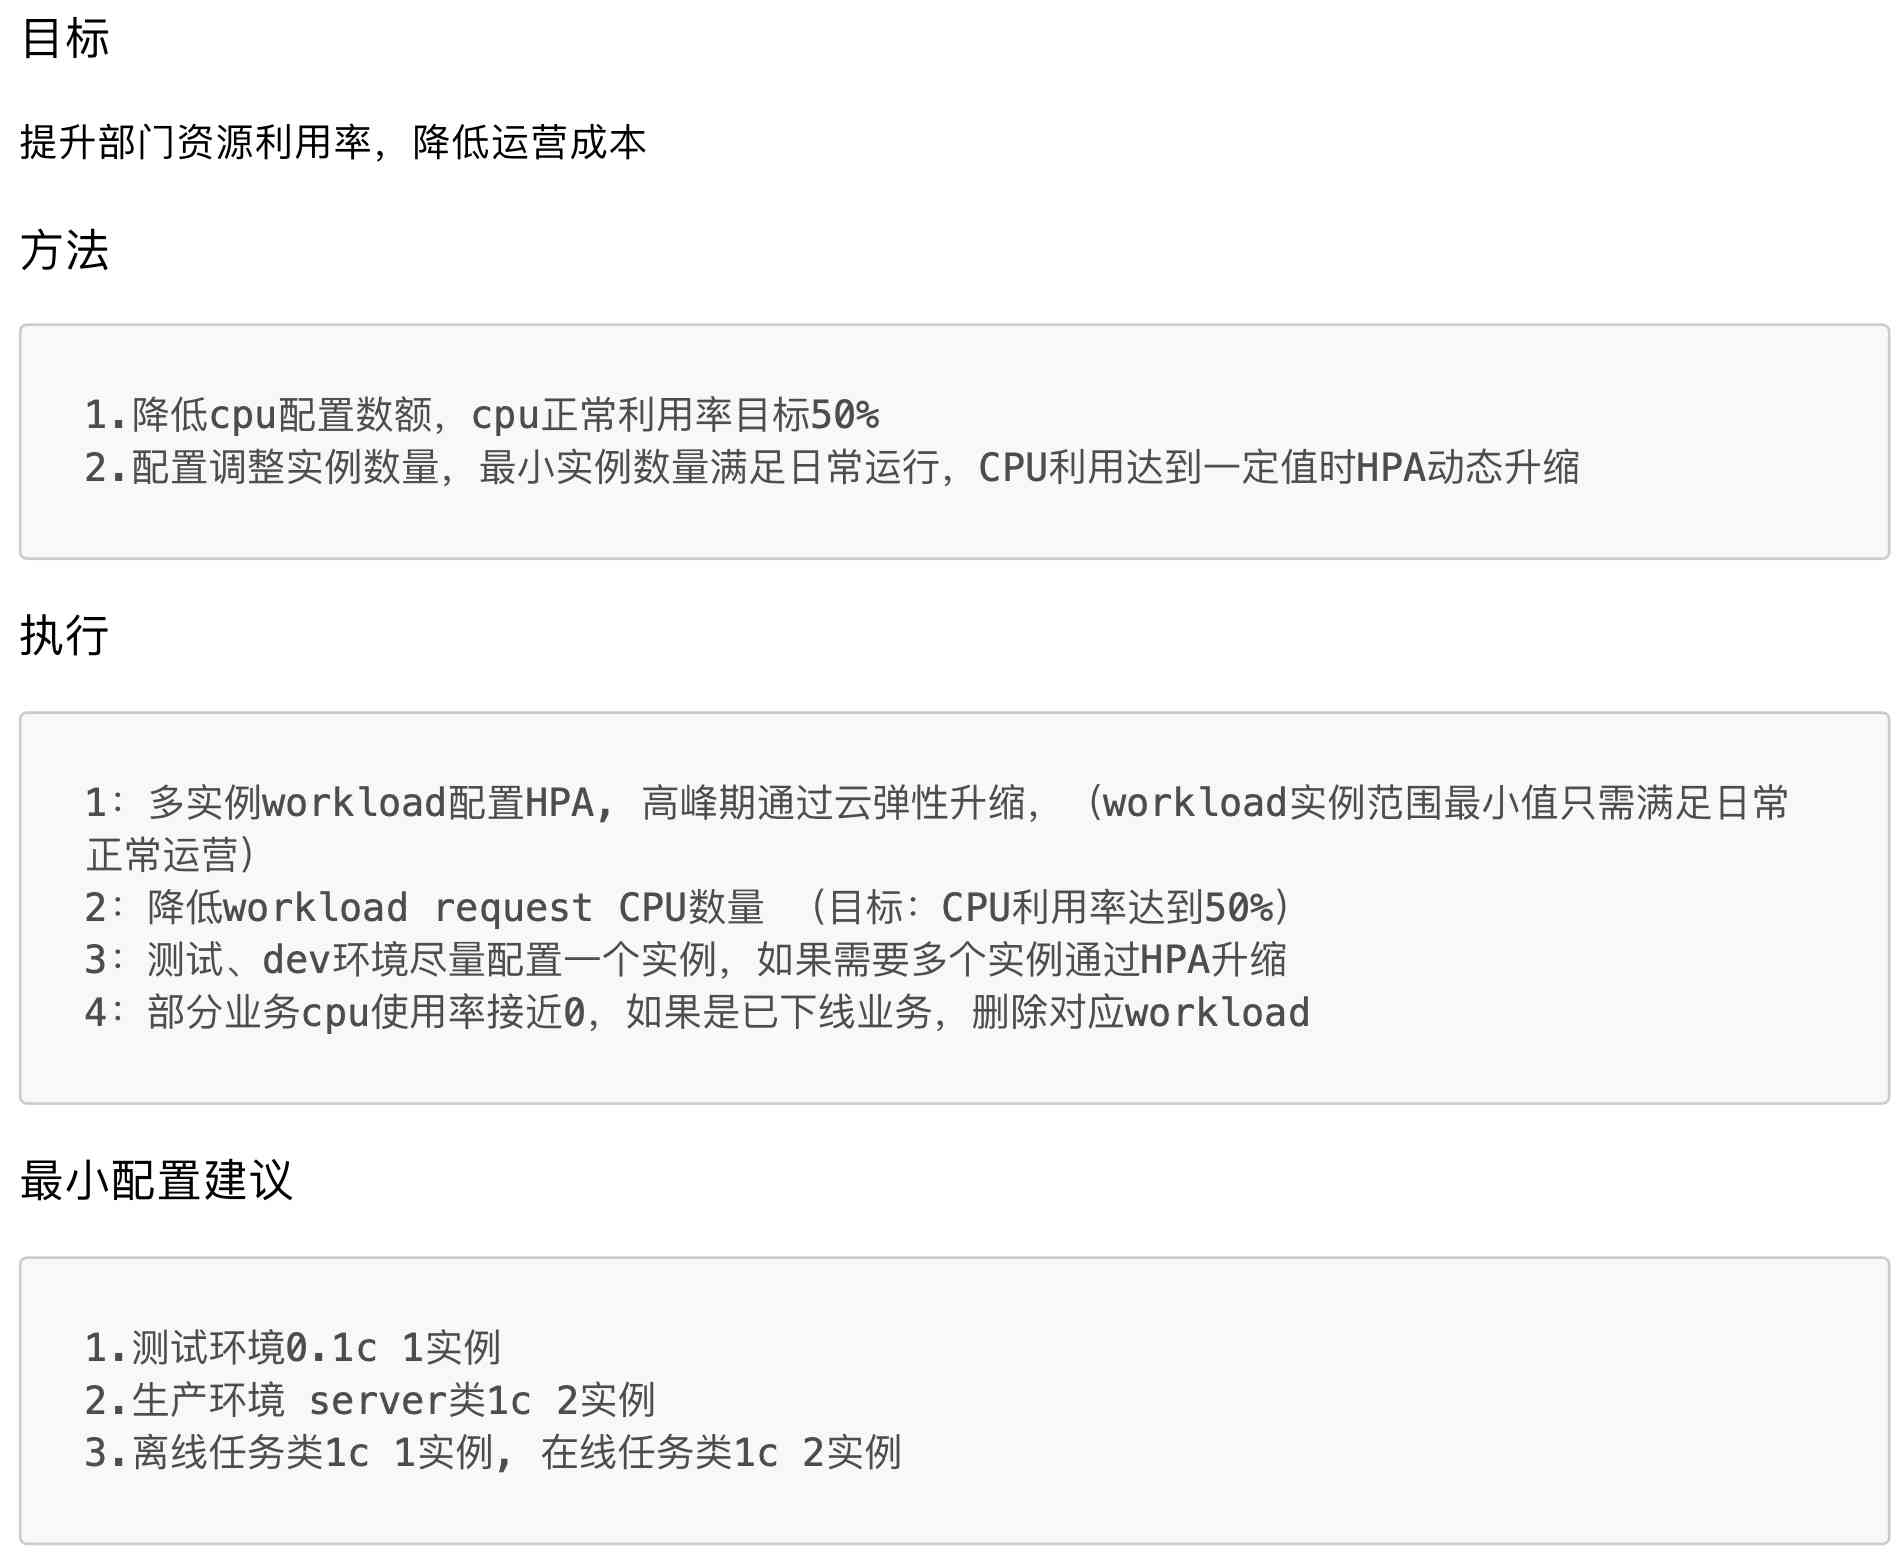 目标
提升部门资源利用率，降低运营成本
方法
1.降低cpu配置数额，cpu正常利用率目标50%
2.配置调整实例数量，最小实例数量满足日常运行，CPU利用达到一定值时HPA动态升缩
执行
1：多实例workload配置HPA, 高峰期通过云弹性升缩，（workload实例范围最小值只需满足日常
正常运营）
2：降低workload request CPU数量 （目标：CPU利用率达到50%）
3：测试、dev环境尽量配置一个实例，如果需要多个实例通过HPA升缩
4：部分业务cpu使用率接近0，如果是已下线业务，删除对应workload
最小配置建议
1.测试环境0.1c 1实例
2.生产环境 server类1c 2实例
3.离线任务类1c 1实例, 在线任务类1c 2实例